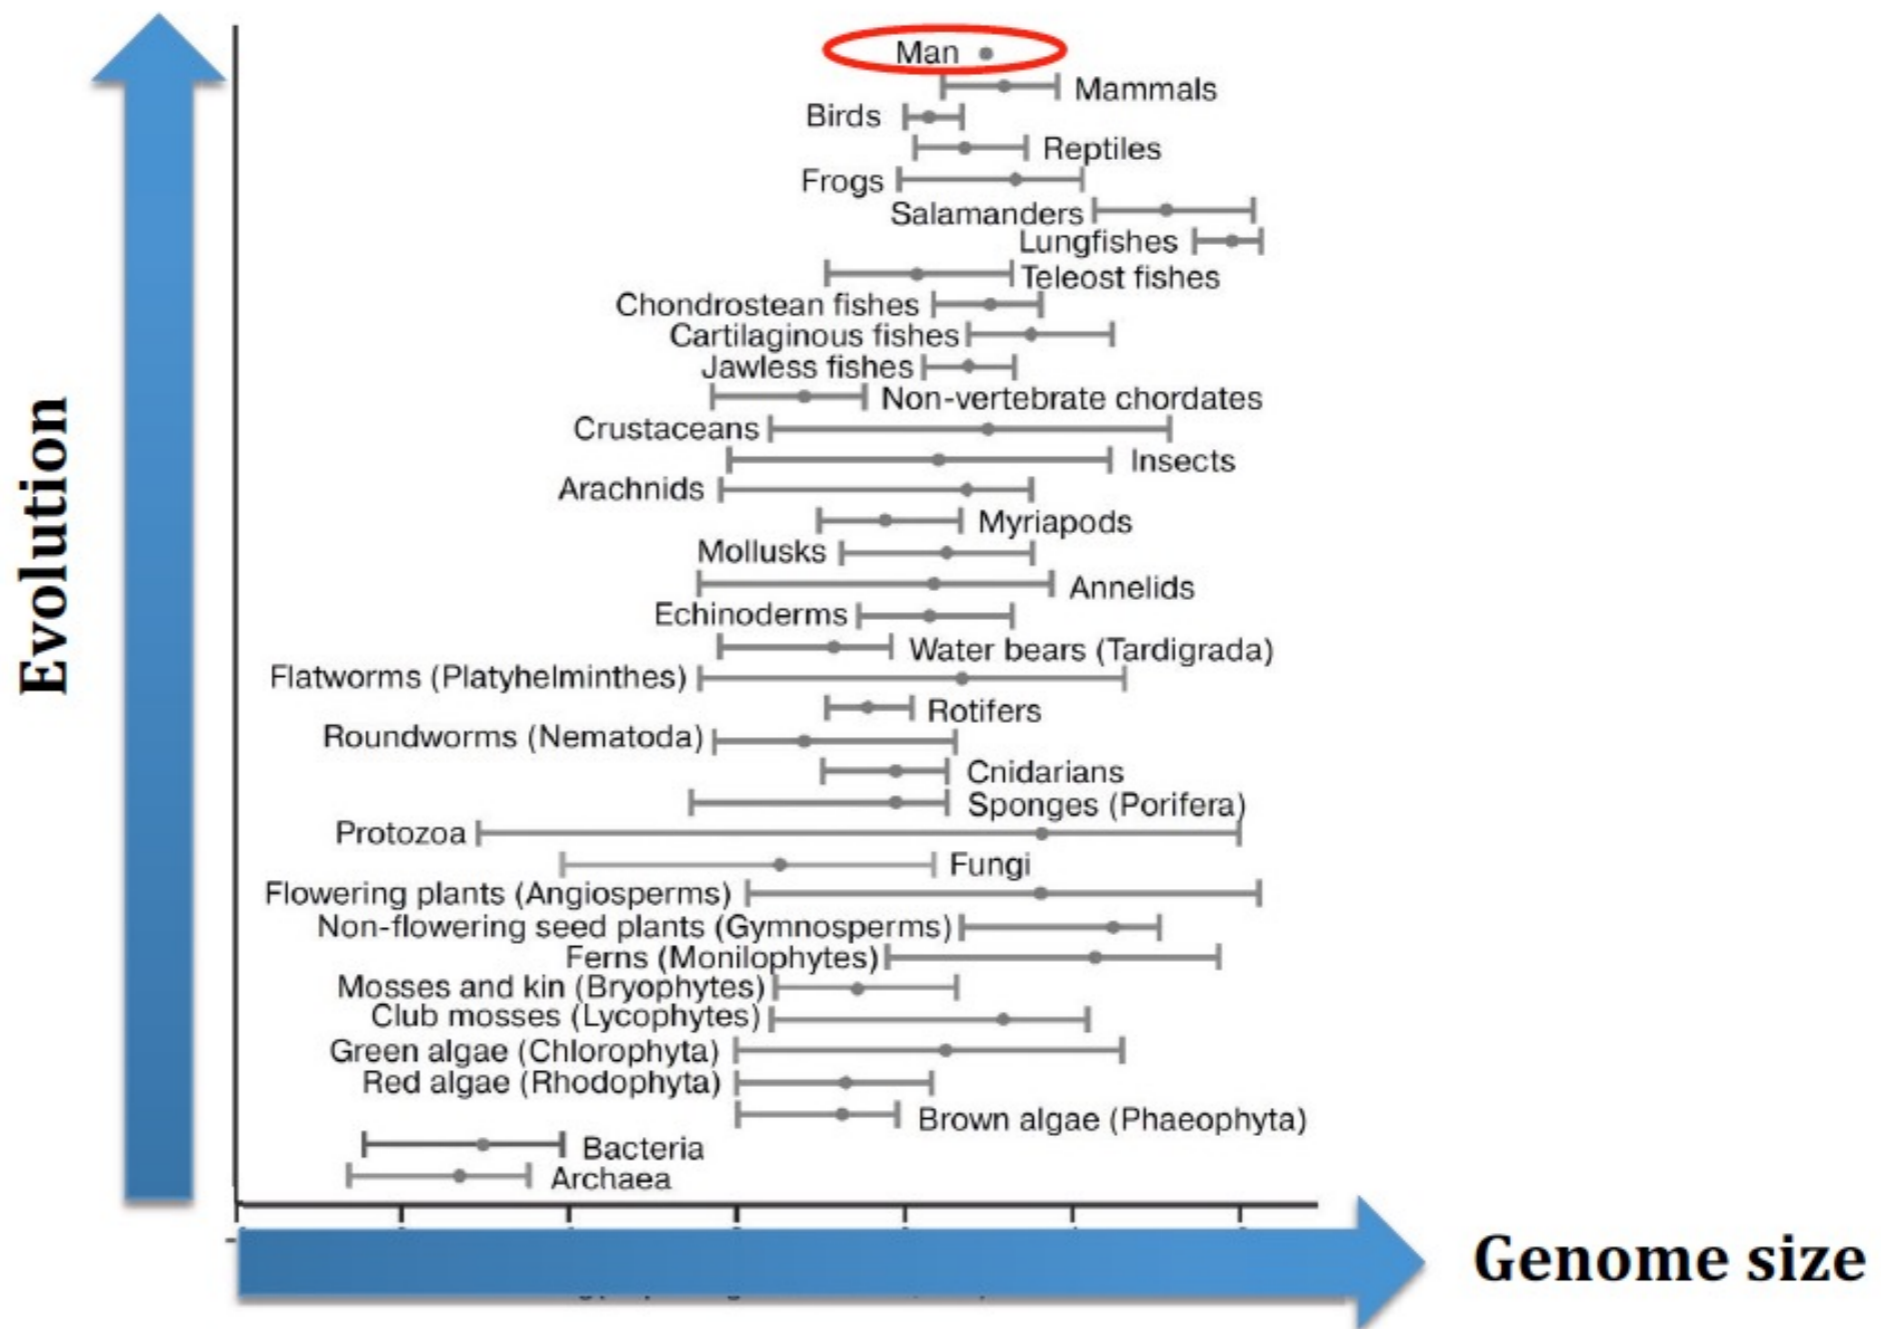 Man
Mammals
Birds
Reptiles
Frogs
Salamanders
Lungfishes
Teleost fishes
Chondrostean fishes
Cartilaginous fishes
Jawless fishes
Non-vertebrate chordates
Crustaceans
Insects
Arachnids
Myriapods
Mollusks
Annelids
Echinoderms
Water bears (Tardigrada)
Flatworms (Platyhelminthes)
Rotifers
Roundworms (Nematoda)
Cnidarians
Sponges (Porifera)
Protozoa
Fungi
Flowering plants (Angiosperms)
Non-flowering seed plants (Gymnosperms)
Ferns (Monilophytes)
Mosses and kin (Bryophytes)
Club mosses (Lycophytes)
Green algae (Chlorophyta)
Red algae (Rhodophyta)
Brown algae (Phaeophyta)
Bacteria
Archaea
Evolution
Genome size